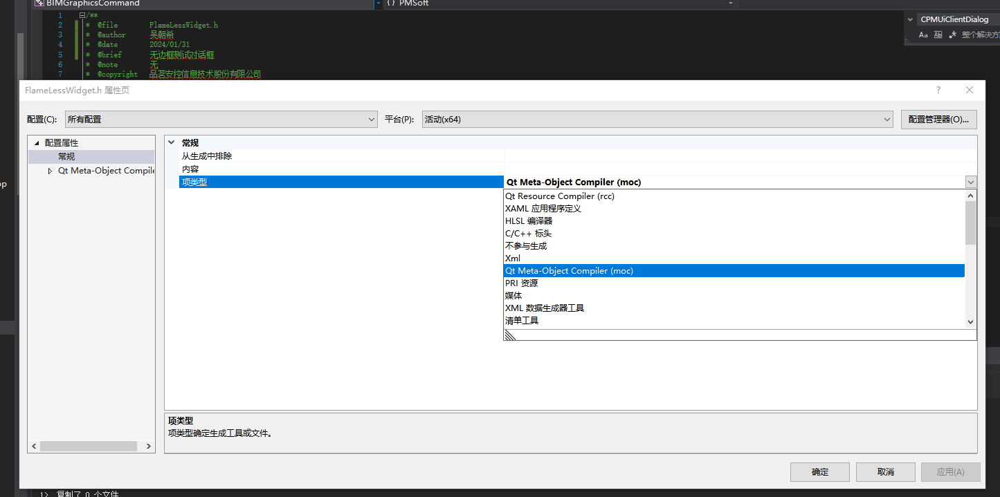 BIMGraphicsCommand
PMSoft
CPMUiClientDialog
整个解决方
1 /**
2 * @file FlameLessWidget.h
3 * @author 吴朝希
4 * @date 2024/01/31
5 * @brief 无边框测试对话框
6 * @note 无
7 * @copyright 品茗安控信息技术股份有限公司
FlameLessWidget.h 属性页
配置(C):
所有配置
平台(P):
活动(x64)
配置管理器(O)...
配置属性
常规
Qt Meta-Object Compile
常规
从生成中排除
内容
项类型
Qt Meta-Object Compiler (moc)
Qt Resource Compiler (rcc)
XAML 应用程序定义
HLSL 编译器
C/C++ 标头
不参与生成
Xml
Qt Meta-Object Compiler (moc)
PRI 资源
媒体
XML 数据生成器工具
清单工具
项类型
项类型确定生成工具或文件。
确定
取消
应用(A)
1> 复制了 0 个文件